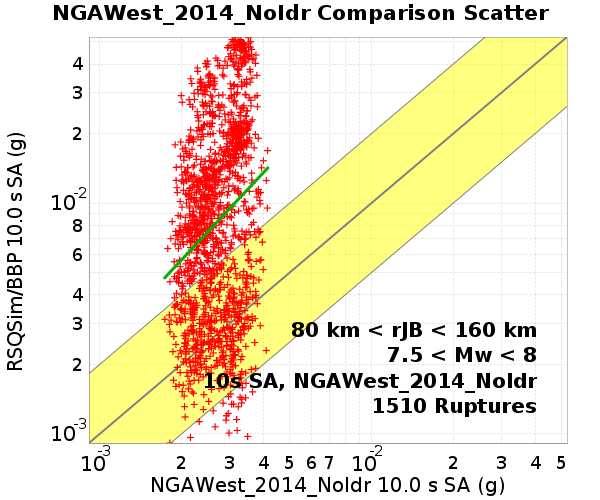 NGAWest_2014_NoIdr Comparison Scatter
RSQSim/BBP 10.0 s SA (g)
4
3
2
10-2
8
6
4
3
2
10-3
80 km < rJB < 160 km
7.5 < Mw < 8
10s SA, NGAWest_2014_NoIdr
1510 Ruptures
10-3 2 3 4 5 6 7 10-2 2 3 4 5
NGAWest_2014_NoIdr 10.0 s SA (g)